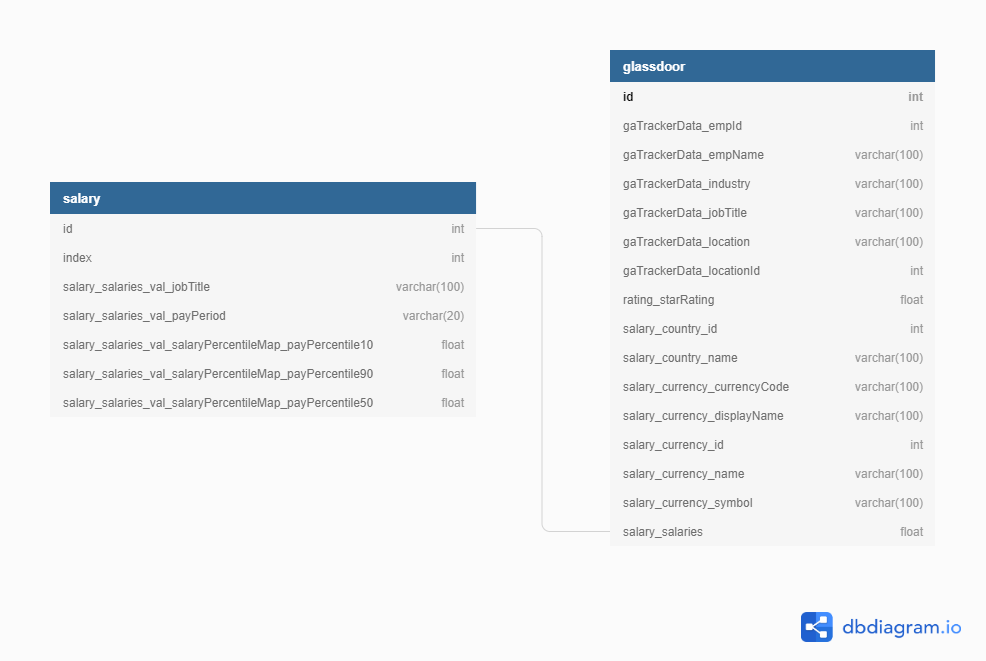 salary
id int
index int
salary_salaries_val_jobTitle varchar(100)
salary_salaries_val_payPeriod varchar(20)
salary_salaries_val_salaryPercentileMap_payPercentile10 float
salary_salaries_val_salaryPercentileMap_payPercentile90 float
salary_salaries_val_salaryPercentileMap_payPercentile50 float
glassdoor
id int
gaTrackerData_empId int
gaTrackerData_empName varchar(100)
gaTrackerData_industry varchar(100)
gaTrackerData_jobTitle varchar(100)
gaTrackerData_location varchar(100)
gaTrackerData_locationId int
rating_starRating float
salary_country_id int
salary_country_name varchar(100)
salary_currency_currencyCode varchar(100)
salary_currency_displayName varchar(100)
salary_currency_id int
salary_currency_name varchar(100)
salary_currency_symbol varchar(100)
salary_salaries float
dbdiagram.io